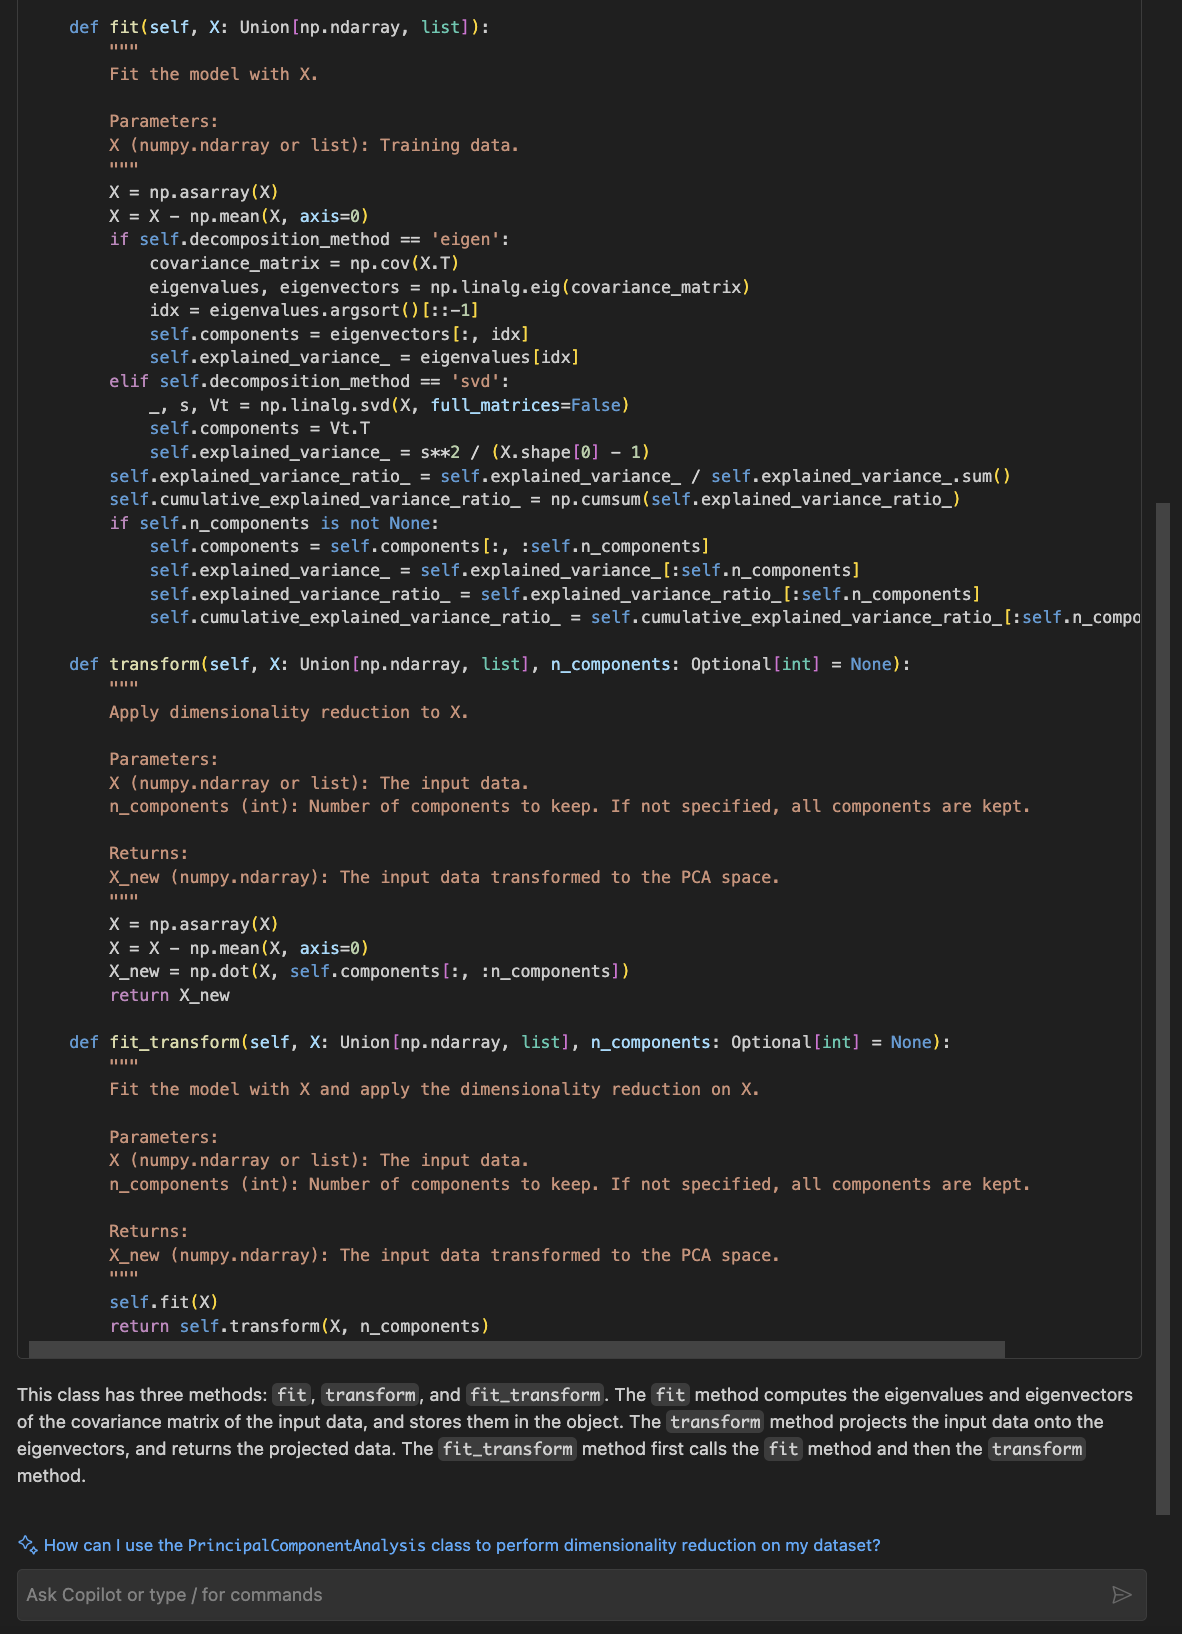 def fit(self, X: Union[np.ndarray, list]):
"""
Fit the model with X.
Parameters:
X (numpy.ndarray or list): Training data.
"""
X = np.asarray(X)
X = X - np.mean(X, axis=0)
if self.decomposition_method == 'eigen':
covariance_matrix = np.cov(X.T)
eigenvalues, eigenvectors = np.linalg.eig(covariance_matrix)
idx = eigenvalues.argsort()[::-1]
self.components = eigenvectors[:, idx]
self.explained_variance_ = eigenvalues[idx]
elif self.decomposition_method == 'svd':
_, s, Vt = np.linalg.svd(X, full_matrices=False)
self.components = Vt.T
self.explained_variance_ = s**2 / (X.shape[0] - 1)
self.explained_variance_ratio_ = self.explained_variance_ / self.explained_variance_.sum()
self.cumulative_explained_variance_ratio_ = np.cumsum(self.explained_variance_ratio_)
if self.n_components is not None:
self.components = self.components[:, :self.n_components]
self.explained_variance_ = self.explained_variance_[:self.n_components]
self.explained_variance_ratio_ = self.explained_variance_ratio_[:self.n_components]
self.cumulative_explained_variance_ratio_ = self.cumulative_explained_variance_ratio_[:self.n_compo
def transform(self, X: Union[np.ndarray, list], n_components: Optional[int] = None):
"""
Apply dimensionality reduction to X.
Parameters:
X (numpy.ndarray or list): The input data.
n_components (int): Number of components to keep. If not specified, all components are kept.
Returns:
X_new (numpy.ndarray): The input data transformed to the PCA space.
"""
X = np.asarray(X)
X = X - np.mean(X, axis=0)
X_new = np.dot(X, self.components[:, :n_components])
return X_new
def fit_transform(self, X: Union[np.ndarray, list], n_components: Optional[int] = None):
"""
Fit the model with X and apply the dimensionality reduction on X.
Parameters:
X (numpy.ndarray or list): The input data.
n_components (int): Number of components to keep. If not specified, all components are kept.
Returns:
X_new (numpy.ndarray): The input data transformed to the PCA space.
"""
self.fit(X)
return self.transform(X, n_components)
This class has three methods: fit, transform, and fit_transform. The fit method computes the eigenvalues and eigenvectors
of the covariance matrix of the input data, and stores them in the object. The transform method projects the input data onto the
eigenvectors, and returns the projected data. The fit_transform method first calls the fit method and then the transform
method.
How can I use the PrincipalComponentAnalysis class to perform dimensionality reduction on my dataset?
Ask Copilot or type / for commands